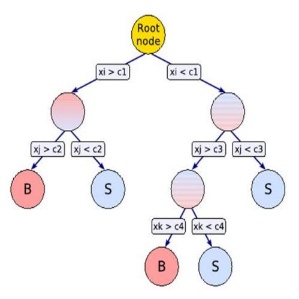 Root
node
xi > c1
xi < c1
xj > c2
xj < c2
xj > c3
xj < c3
B
S
S
xk > c4
xk < c4
B
S